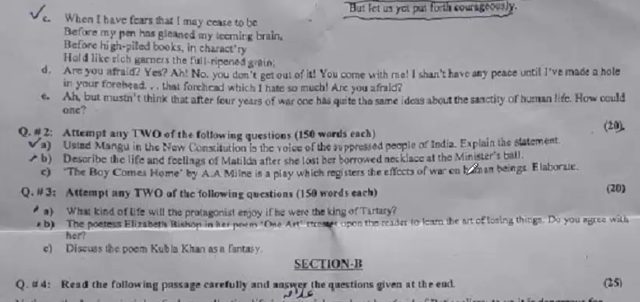 But let us yet put forth courageously.
c. When I have fears that I may cease to be
Before my pen has gleaned my teeming brain,
Before high-piled books, in charact'ry
Hold like rich garners the full-ripened grain;
d. Are you afraid? Yes? Ah! No. you don't get out of it! You come with me! I shan't have any peace until I've made a hole
in your forehead. . . that forehead which I hate so much! Are you afraid?
e. Ah, but mustn't think that after four years of war one has quite the same ideas about the sanctity of human life. How could
one?
Q. # 2: Attempt any TWO of the following questions (150 words each) (20)
a) Ustad Mangu in the New Constitution is the voice of the suppressed people of India. Explain the statement.
b) Describe the life and feelings of Matilda after she lost her borrowed necklace at the Minister's ball.
c) 'The Boy Comes Home' by A.A Milne is a play which registers the effects of war on human beings. Elaborate.
Q. # 3: Attempt any TWO of the following questions (150 words each) (20)
a) What kind of life will the protagonist enjoy if he were the king of Tartary?
b) The poetess Elizabeth Bishop in her poem 'One Art' stresses upon the reader to learn the art of losing things. Do you agree with
her?
c) Discuss the poem Kubla Khan as a fantasy.
SECTION-B
Q. # 4: Read the following passage carefully and answer the questions given at the end. (25)